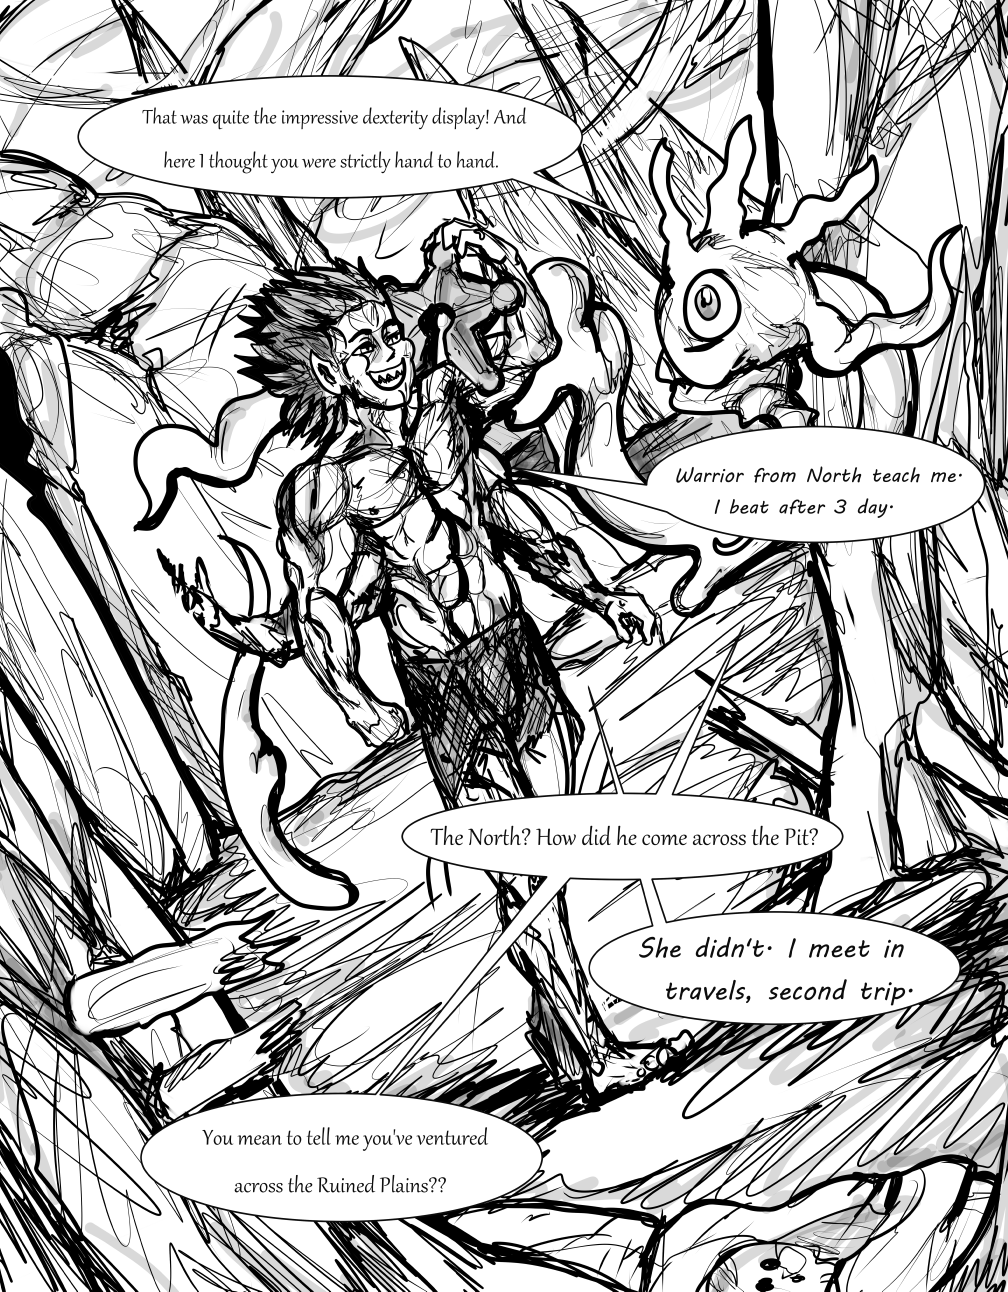 That was quite the impressive dexterity display! And
here I thought you were strictly hand to hand.
Warrior from North teach me.
I beat after 3 day.
The North? How did he come across the Pit?
She didn't. I meet in
travels, second trip.
You mean to tell me you've ventured
across the Ruined Plains??